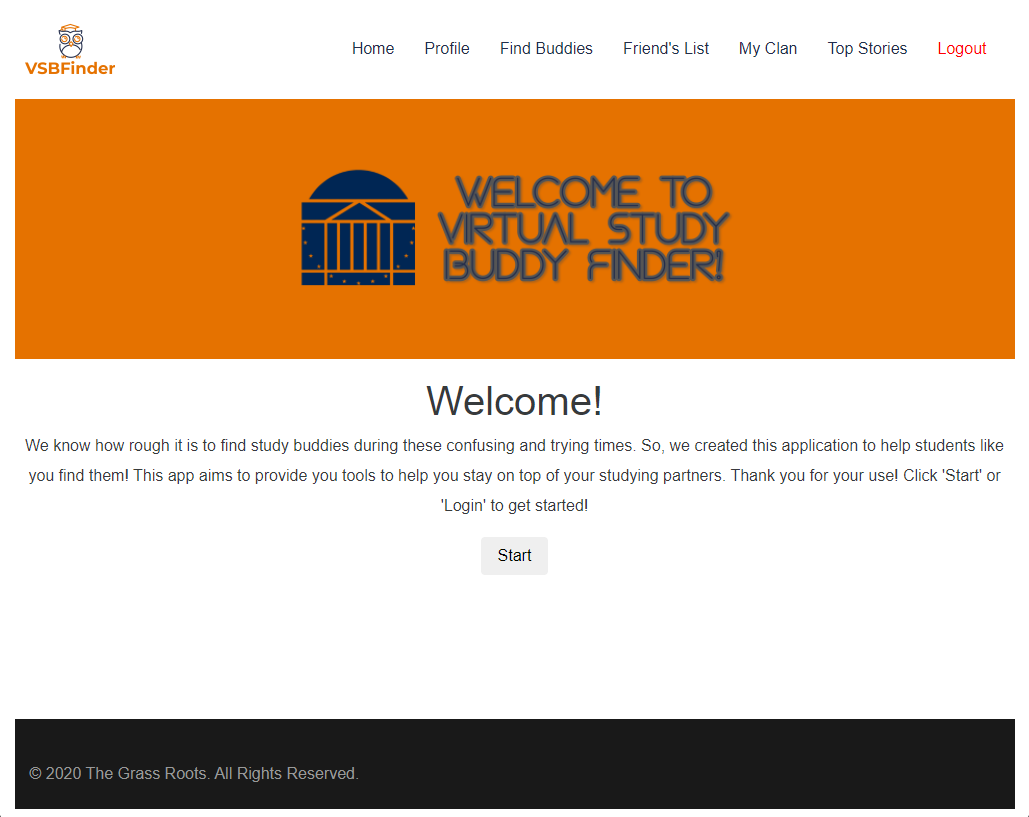 VSBFinder
Home Profile Find Buddies Friend's List My Clan Top Stories Logout
WELCOME TO
VIRTUAL STUDY
BUDDY FINDER!
Welcome!
We know how rough it is to find study buddies during these confusing and trying times. So, we created this application to help students like
you find them! This app aims to provide you tools to help you stay on top of your studying partners. Thank you for your use! Click 'Start' or
'Login' to get started!
Start
© 2020 The Grass Roots. All Rights Reserved.